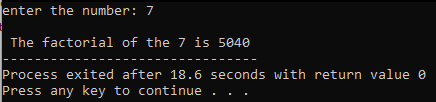 enter the number: 7
 The factorial of the 7 is 5040
--------------------------------
Process exited after 18.6 seconds with return value 0
Press any key to continue . . .